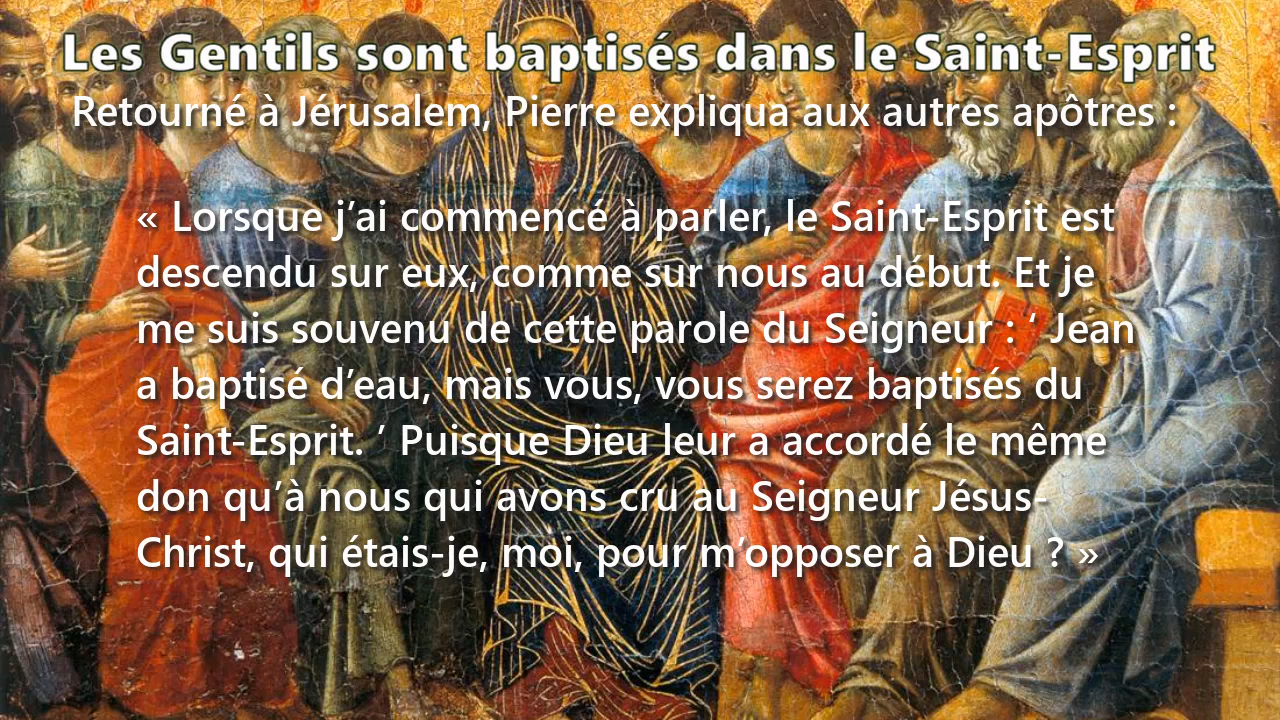 Les Gentils sont baptisés dans le Saint-Esprit
Retourné à Jérusalem, Pierre expliqua aux autres apôtres :
« Lorsque j’ai commencé à parler, le Saint-Esprit est
descendu sur eux, comme sur nous au début. Et je
me suis souvenu de cette parole du Seigneur : ‘ Jean
a baptisé d’eau, mais vous, vous serez baptisés du
Saint-Esprit. ’ Puisque Dieu leur a accordé le même
don qu’à nous qui avons cru au Seigneur Jésus-
Christ, qui étais-je, moi, pour m’opposer à Dieu ? »